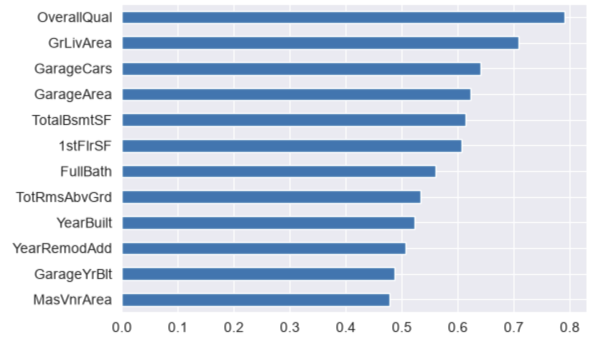 OverallQual
GrLivArea
GarageCars
GarageArea
TotalBsmtSF
1stFlrSF
FullBath
TotRmsAbvGrd
YearBuilt
YearRemodAdd
GarageYrBlt
MasVnrArea
0.0 0.1 0.2 0.3 0.4 0.5 0.6 0.7 0.8